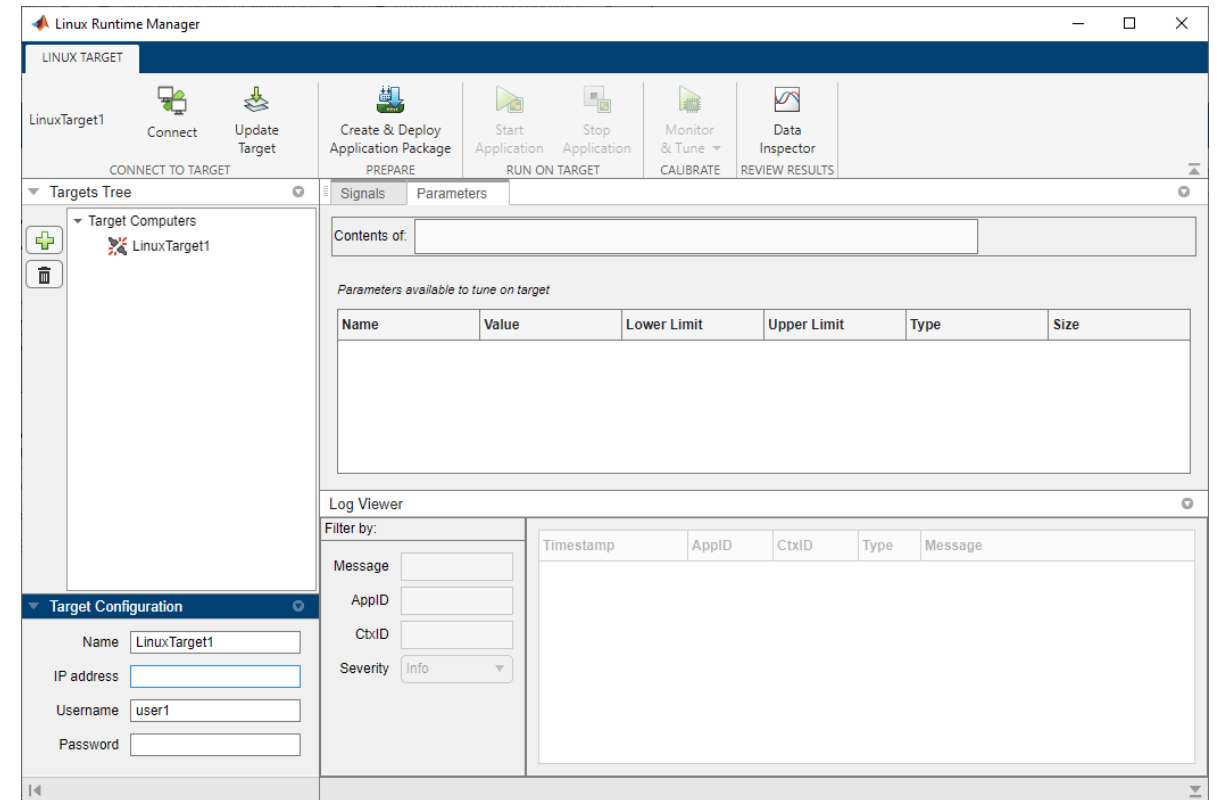 Linux Runtime Manager
LINUX TARGET
LinuxTarget1
Connect
Update
Target
CONNECT TO TARGET
Create & Deploy
Application Package
PREPARE
Start
Application
Stop
Application
RUN ON TARGET
Monitor
& Tune
CALIBRATE
Data
Inspector
REVIEW RESULTS
Targets Tree
Target Computers
LinuxTarget1
Signals Parameters
Contents of:
Parameters available to tune on target
Name Value Lower Limit Upper Limit Type Size
Log Viewer
Filter by:
Message
AppID
CtxID
Severity Info
Timestamp AppID CtxID Type Message
Target Configuration
Name LinuxTarget1
IP address
Username user1
Password